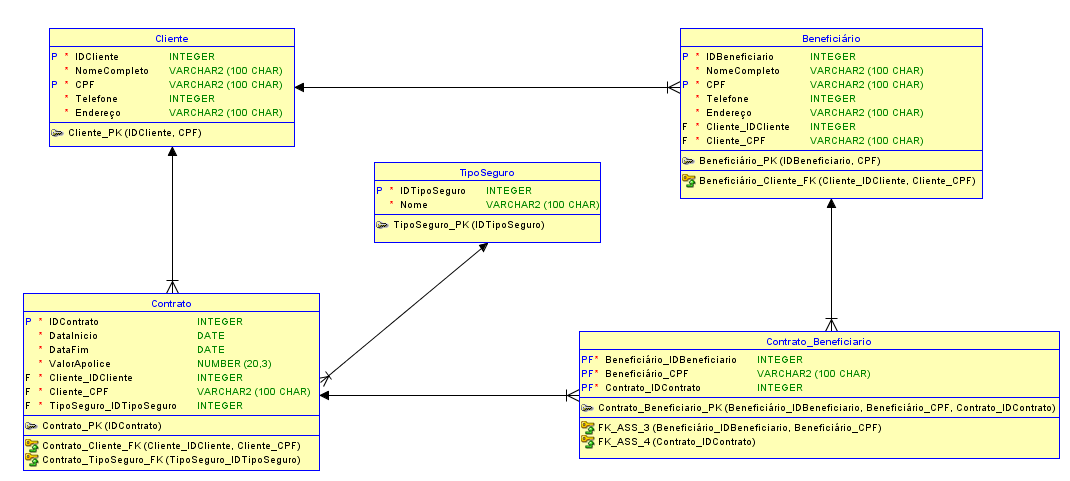 Cliente
P * IDCliente INTEGER
* NomeCompleto VARCHAR2 (100 CHAR)
P * CPF VARCHAR2 (100 CHAR)
* Telefone INTEGER
* Endereço VARCHAR2 (100 CHAR)
Cliente_PK (IDCliente, CPF)
Beneficiário
P * IDBeneficiario INTEGER
* NomeCompleto VARCHAR2 (100 CHAR)
P * CPF VARCHAR2 (100 CHAR)
* Telefone INTEGER
* Endereço VARCHAR2 (100 CHAR)
F * Cliente_IDCliente INTEGER
F * Cliente_CPF VARCHAR2 (100 CHAR)
Beneficiário_PK (IDBeneficiario, CPF)
Beneficiário_Cliente_FK (Cliente_IDCliente, Cliente_CPF)
TipoSeguro
P * IDTipoSeguro INTEGER
* Nome VARCHAR2 (100 CHAR)
TipoSeguro_PK (IDTipoSeguro)
Contrato
P * IDContrato INTEGER
* DataInicio DATE
* DataFim DATE
* ValorApolice NUMBER (20,3)
F * Cliente_IDCliente INTEGER
F * Cliente_CPF VARCHAR2 (100 CHAR)
F * TipoSeguro_IDTipoSeguro INTEGER
Contrato_PK (IDContrato)
Contrato_Cliente_FK (Cliente_IDCliente, Cliente_CPF)
Contrato_TipoSeguro_FK (TipoSeguro_IDTipoSeguro)
Contrato_Beneficiario
PF* Beneficiário_IDBeneficiario INTEGER
PF* Beneficiário_CPF VARCHAR2 (100 CHAR)
PF* Contrato_IDContrato INTEGER
Contrato_Beneficiario_PK (Beneficiário_IDBeneficiario, Beneficiário_CPF, Contrato_IDContrato)
FK_ASS_3 (Beneficiário_IDBeneficiario, Beneficiário_CPF)
FK_ASS_4 (Contrato_IDContrato)